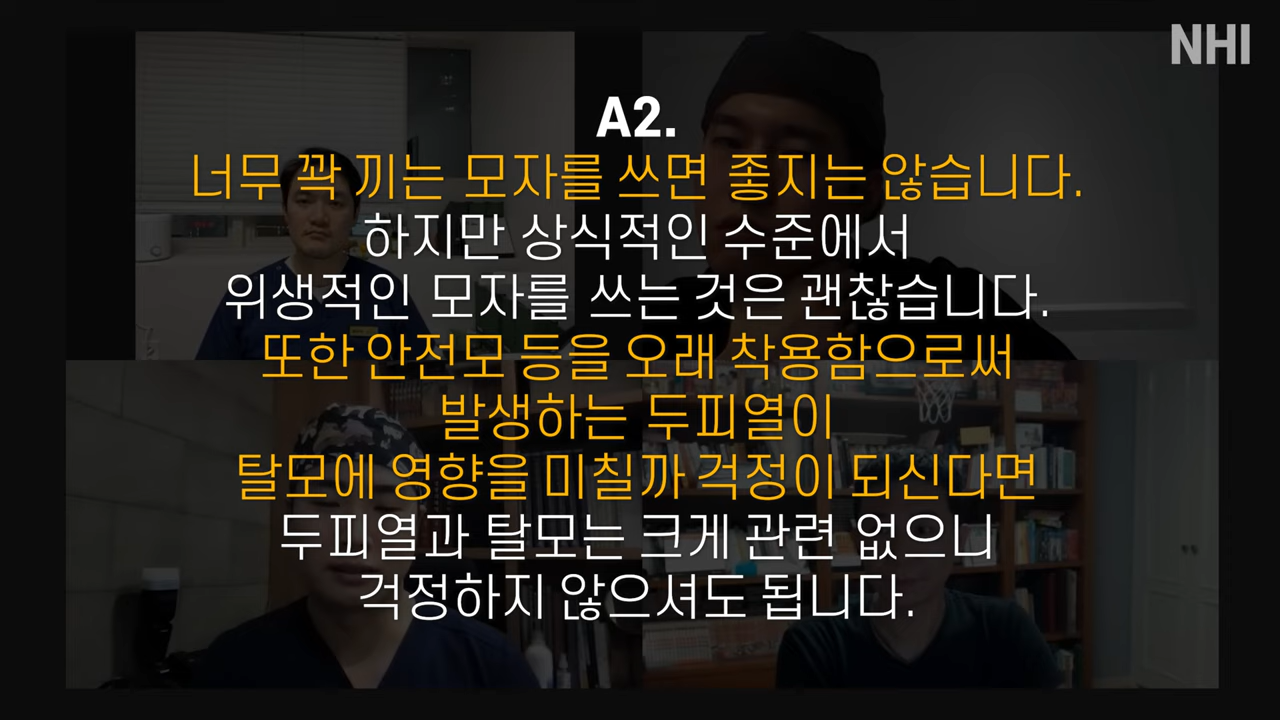 NHI
A2.
너무 꽉 끼는 모자를 쓰면 좋지는 않습니다.
하지만 상식적인 수준에서
위생적인 모자를 쓰는 것은 괜찮습니다.
또한 안전모 등을 오래 착용함으로써
발생하는 두피열이
탈모에 영향을 미칠까 걱정이 되신다면
두피열과 탈모는 크게 관련 없으니
걱정하지 않으셔도 됩니다.